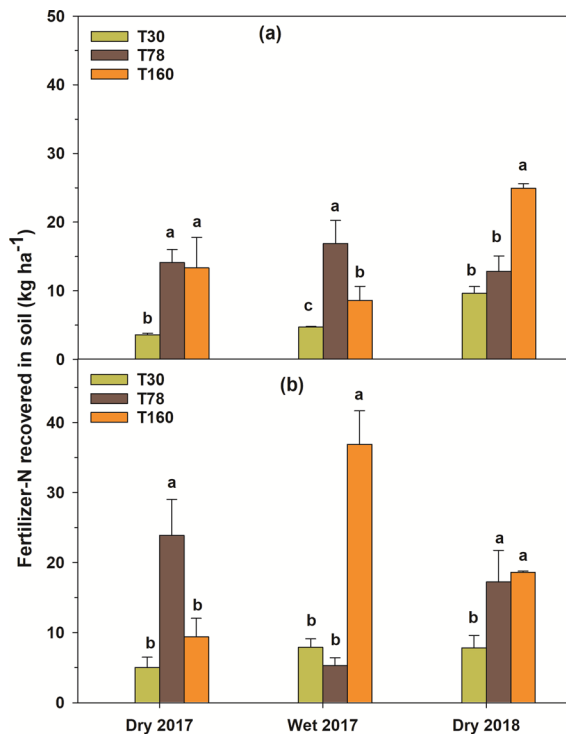 Fertilizer-N recovered in soil (kg ha⁻¹)
50
40
30
20
10
0
(a)
T30
T78
T160
b
a
a
c
a
b
b
b
a
40
30
20
10
0
(b)
T30
T78
T160
b
a
b
b
b
a
b
a
a
Dry 2017 Wet 2017 Dry 2018